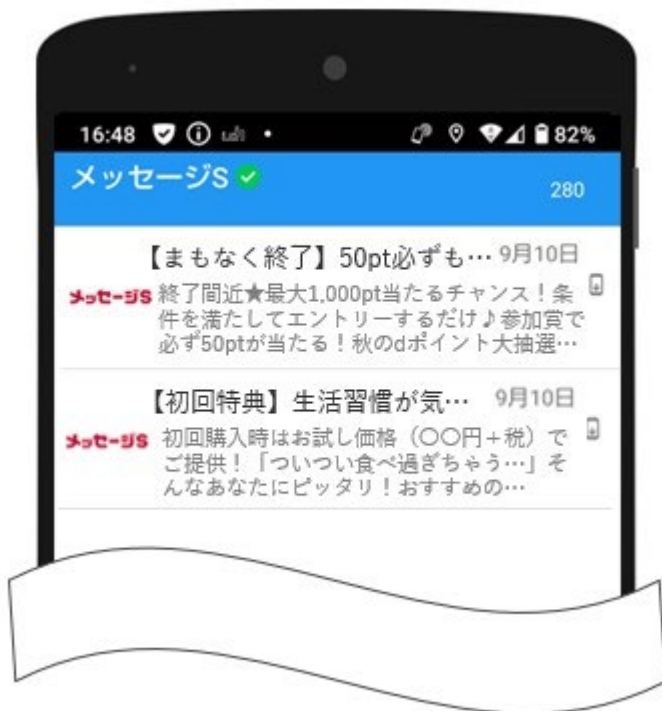 16:48 82%
メッセージS
280
【まもなく終了】50pt必ずも… 9月10日
メッセージS 終了間近★最大1,000pt当たるチャンス！条
件を満たしてエントリーするだけ♪参加賞で
必ず50ptが当たる！秋のdポイント大抽選…
【初回特典】生活習慣が気… 9月10日
メッセージS 初回購入時はお試し価格（〇〇円＋税）で
ご提供！「ついつい食べ過ぎちゃう…」そ
んなあなたにピッタリ！おすすめの…